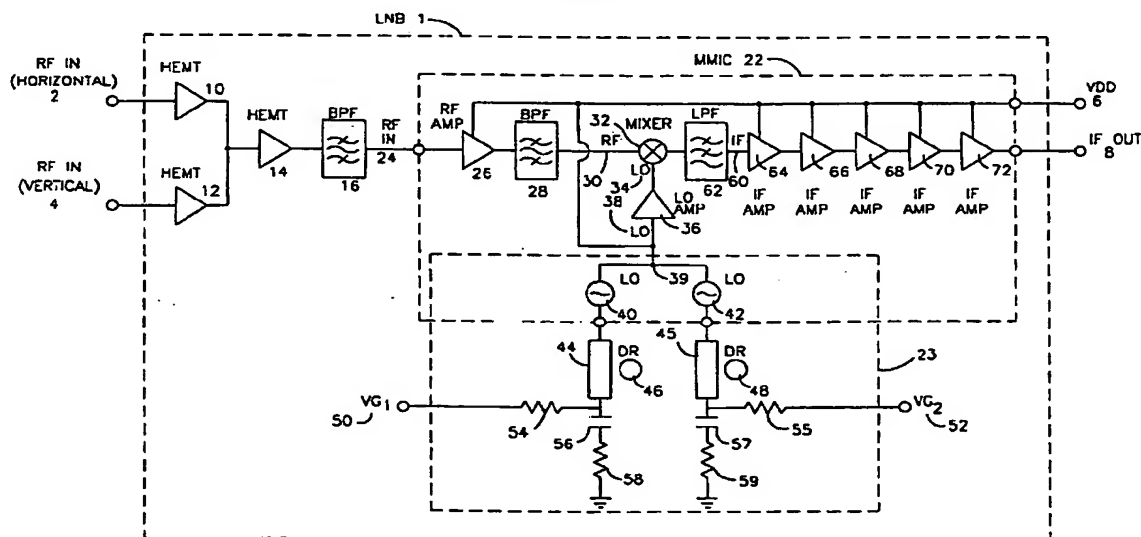 LNB 1
MMIC 22
RF IN
(HORIZONTAL)
2
HEMT
10
HEMT
14
BPF
16
RF
IN
24
RF
AMP
26
BPF
28
32
MIXER
RF
30
LO
34
LPF
62
IF
60
64
66
68
70
72
IF
AMP
IF
AMP
IF
AMP
IF
AMP
IF
AMP
VDD
6
IF OUT
8
RF IN
(VERTICAL)
4
HEMT
12
38
LO
LO
AMP
36
LO
39
LO
40
42
44
DR
46
45
DR
48
23
VG1
50
54
56
58
57
59
55
VG2
52